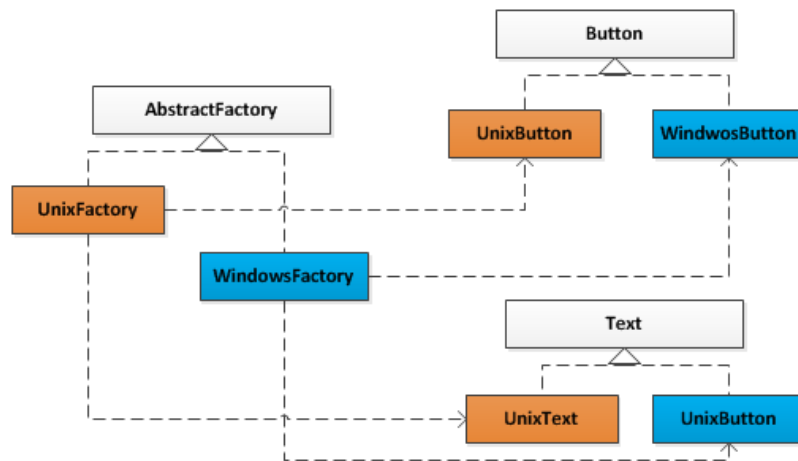 Button
AbstractFactory
UnixButton
WindwosButton
UnixFactory
WindowsFactory
Text
UnixText
UnixButton